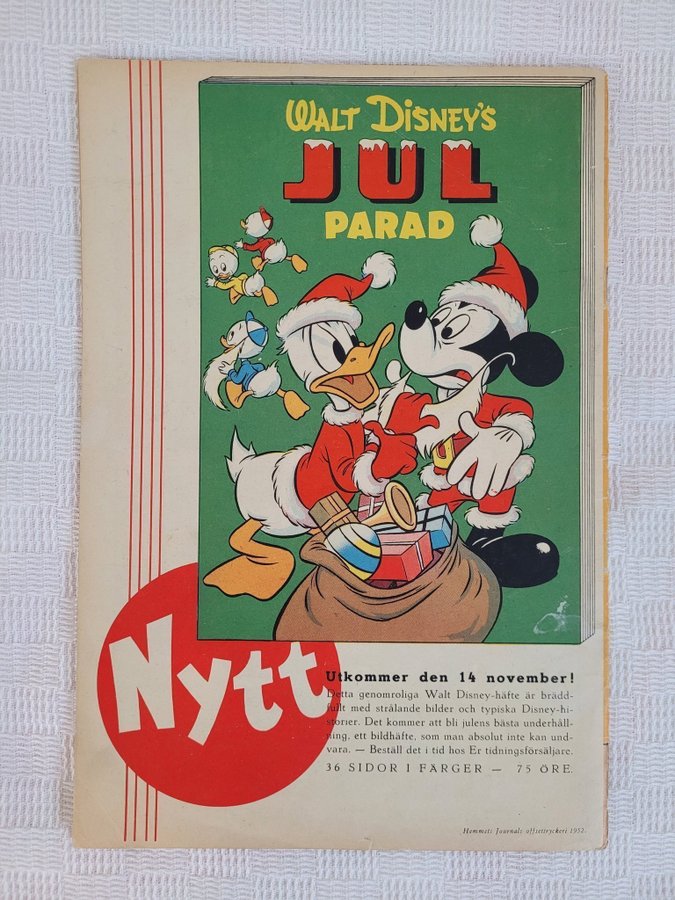 WALT DISNEY'S
JUL
PARAD
Nytt
Utkommer den 14 november!
Detta genomroliga Walt Disney-häfte är brädd-
fullt med strålande bilder och typiska Disney-hi-
storier. Det kommer att bli julens bästa underhåll-
ning, ett bildhäfte, som man absolut inte kan und-
vara. — Beställ det i tid hos Er tidningsförsäljare.
36 SIDOR I FÄRGER — 75 ÖRE.
Hemmets Journals offsettryckeri 1952.